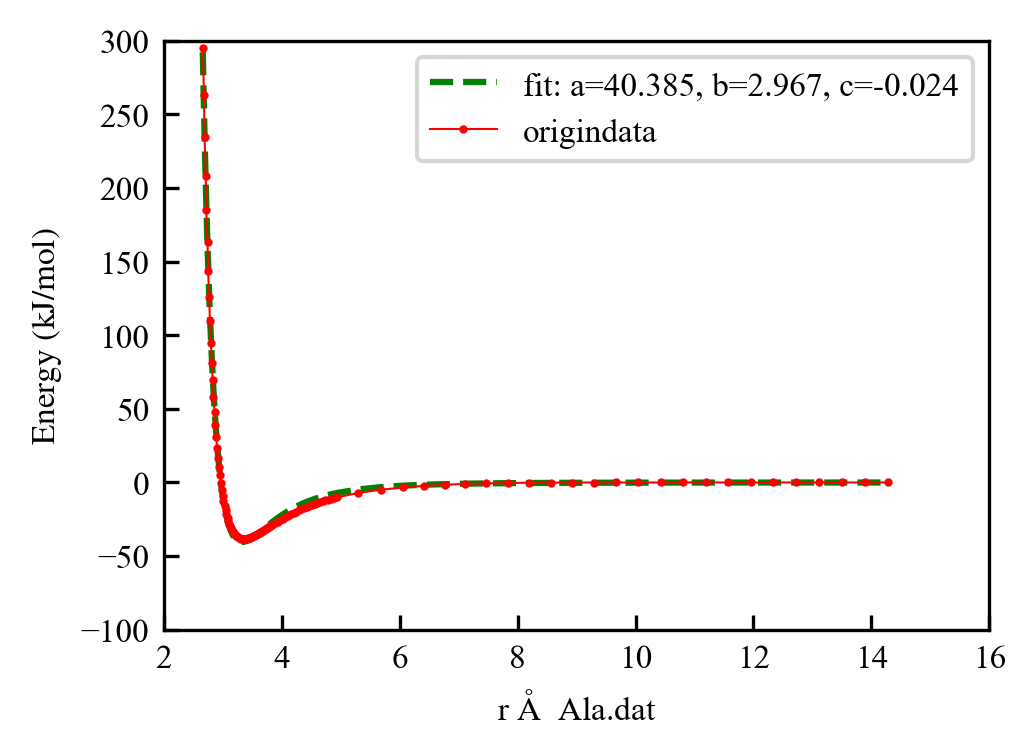 300
250
200
150
100
50
0
−50
−100
Energy (kJ/mol)
fit: a=40.385, b=2.967, c=-0.024
origindata
2 4 6 8 10 12 14 16
r Å  Ala.dat